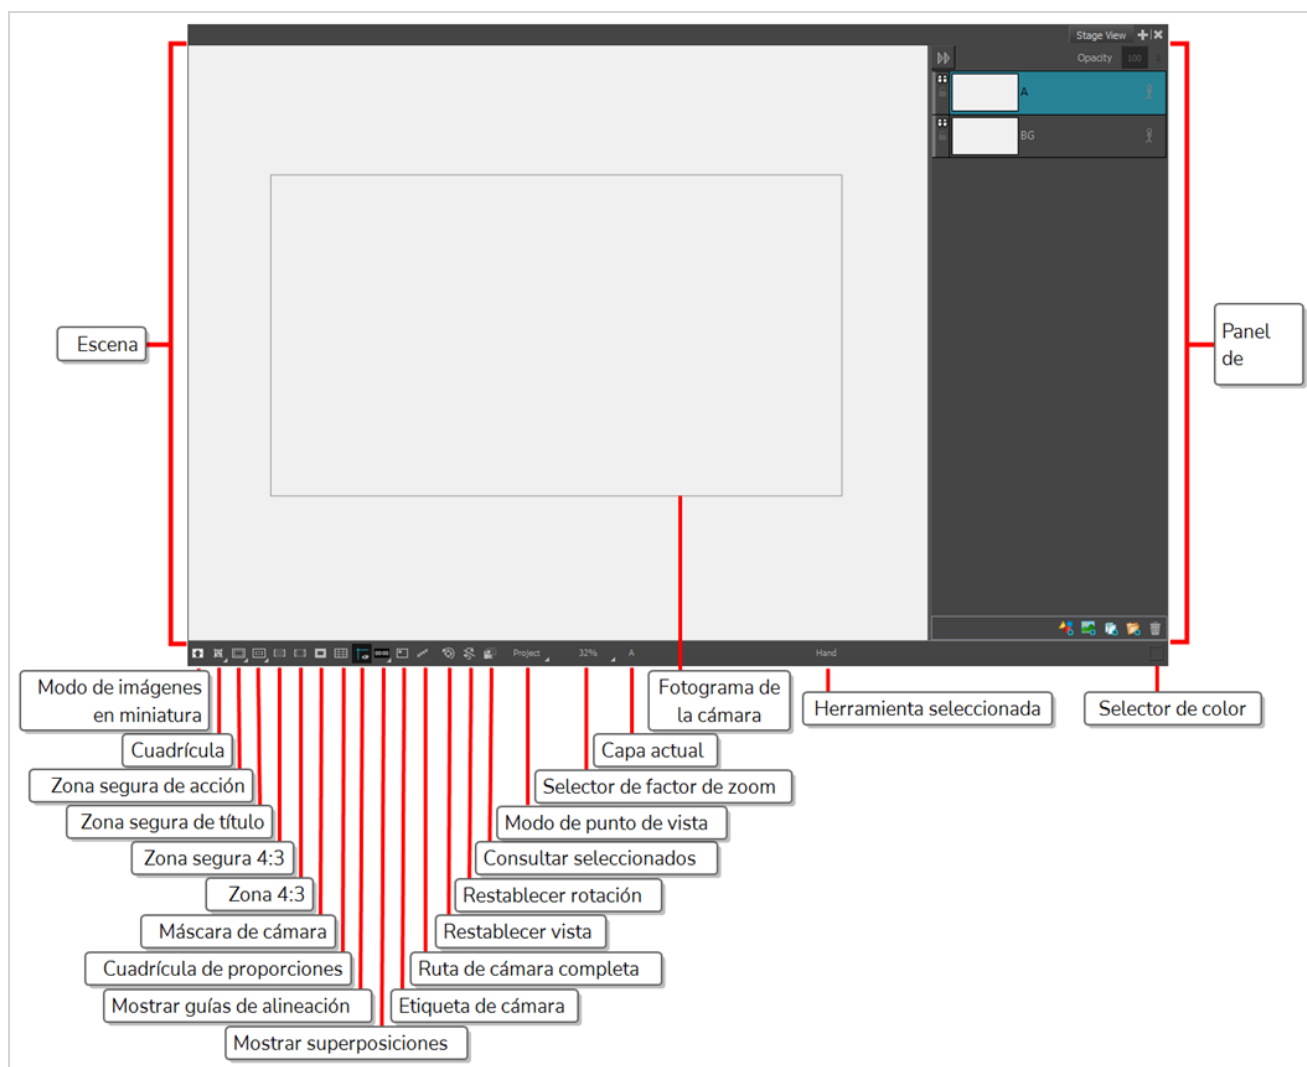 Stage View
Opacity 100
A
BG
Escena
Panel
de
Project 32% A Hand
Modo de imágenes
en miniatura
Fotograma de
la cámara
Herramienta seleccionada
Selector de color
Cuadrícula
Capa actual
Zona segura de acción
Selector de factor de zoom
Zona segura de título
Modo de punto de vista
Zona segura 4:3
Consultar seleccionados
Zona 4:3
Restablecer rotación
Máscara de cámara
Restablecer vista
Cuadrícula de proporciones
Ruta de cámara completa
Mostrar guías de alineación
Etiqueta de cámara
Mostrar superposiciones